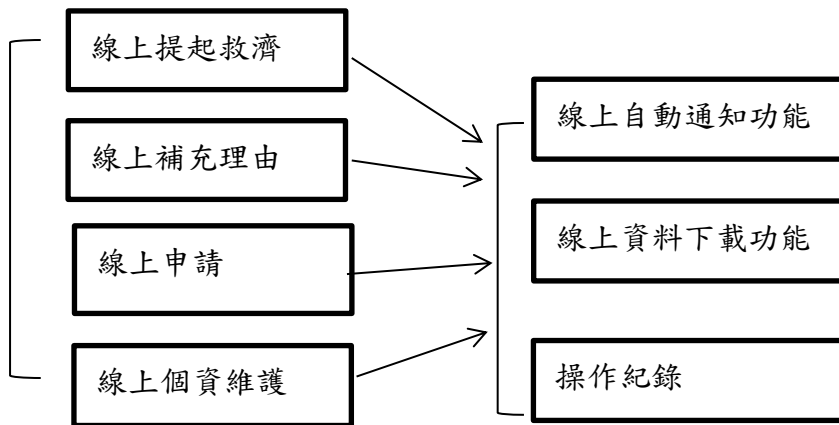 線上提起救濟
線上補充理由
線上申請
線上個資維護
線上自動通知功能
線上資料下載功能
操作紀錄